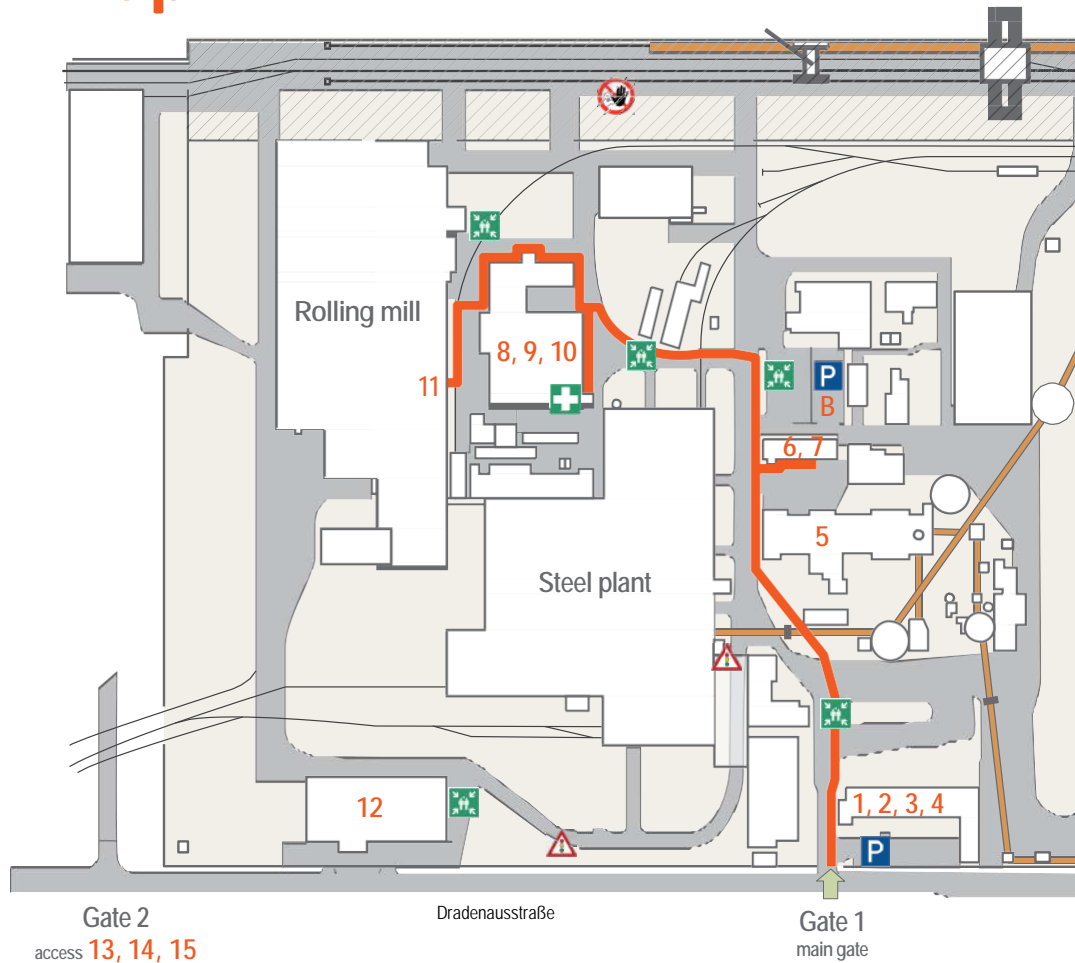 Rolling mill
8, 9, 10
11
P
B
6, 7
5
Steel plant
12
1, 2, 3, 4
P
Gate 2
access 13, 14, 15
Dradenausstraße
Gate 1
main gate